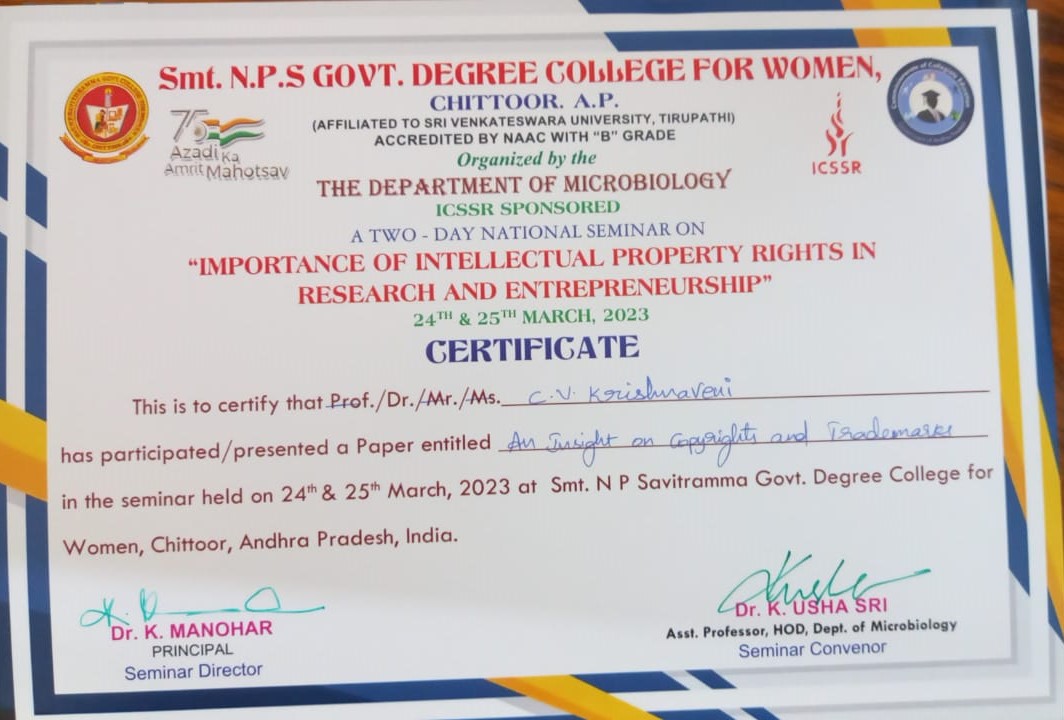 Smt. N.P.S GOVT. DEGREE COLLEGE FOR WOMEN,
CHITTOOR. A.P.
(AFFILIATED TO SRI VENKATESWARA UNIVERSITY, TIRUPATHI)
ACCREDITED BY NAAC WITH "B" GRADE
75
Azadi Ka
Amrit Mahotsav
ICSSR
Organized by the
THE DEPARTMENT OF MICROBIOLOGY
ICSSR SPONSORED
A TWO - DAY NATIONAL SEMINAR ON
"IMPORTANCE OF INTELLECTUAL PROPERTY RIGHTS IN
RESEARCH AND ENTREPRENEURSHIP"
24TH & 25TH MARCH, 2023
CERTIFICATE
This is to certify that Prof./Dr./Mr./Ms. C.V. Krishnaveni
has participated/presented a Paper entitled An Insight on Copyrights and Trademarks
in the seminar held on 24th & 25th March, 2023 at Smt. N P Savitramma Govt. Degree College for
Women, Chittoor, Andhra Pradesh, India.
Dr. K. MANOHAR
PRINCIPAL
Seminar Director
Dr. K. USHA SRI
Asst. Professor, HOD, Dept. of Microbiology
Seminar Convenor